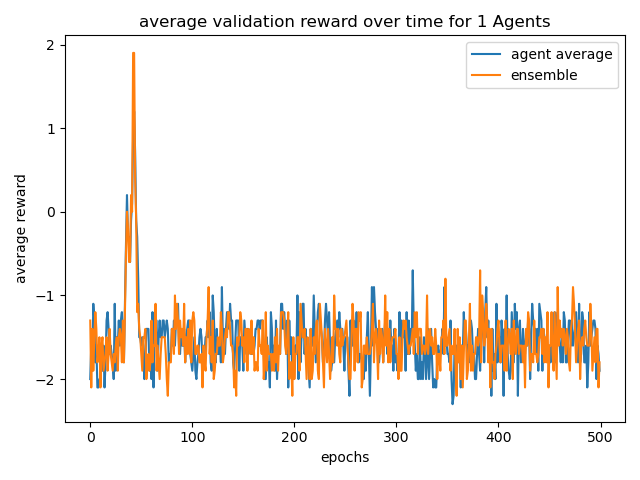 average validation reward over time for 1 Agents
agent average
ensemble
average reward
2
1
0
−1
−2
0
100
200
300
400
500
epochs